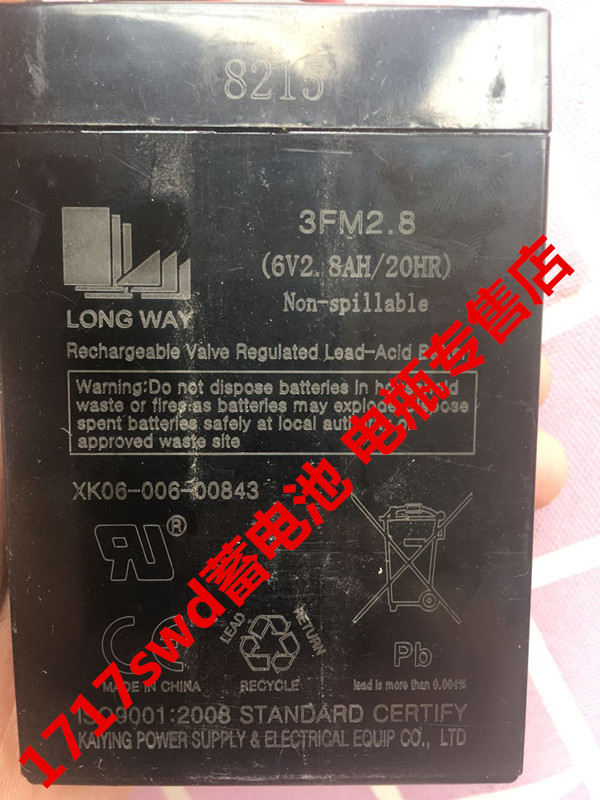 8215
3FM2.8
(6V2.8AH/20HR)
Non-spillable
LONG WAY
Rechargeable Valve Regulated Lead-Acid
Warning:Do not dispose batteries in
waste or fires as batteries may explode
spent batteries safely at local
approved waste site
XK06-006-00843
RU®
CE
MADE IN CHINA
LEAD
RETURN
RECYCLE
Pb
lead is more than 0.004%
ISO9001:2008 STANDARD CERTIFY
KAIYING POWER SUPPLY & ELECTRICAL EQUIP CO., LTD
1717swd蓄电池 电瓶专售店